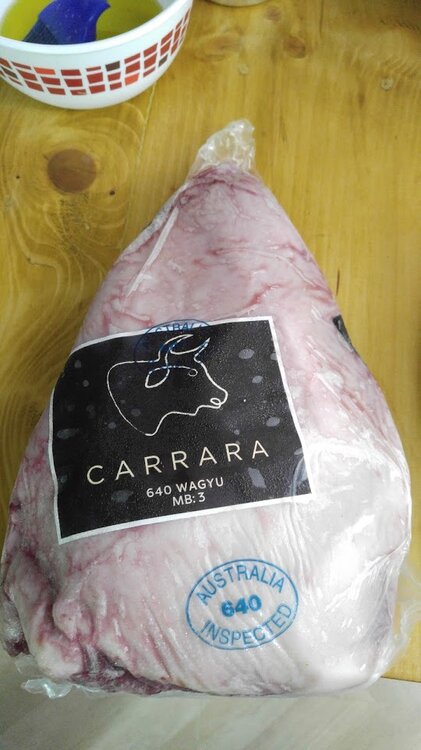 CARRARA
640 WAGYU
MB: 3
AUSTRALIA
640
INSPECTED